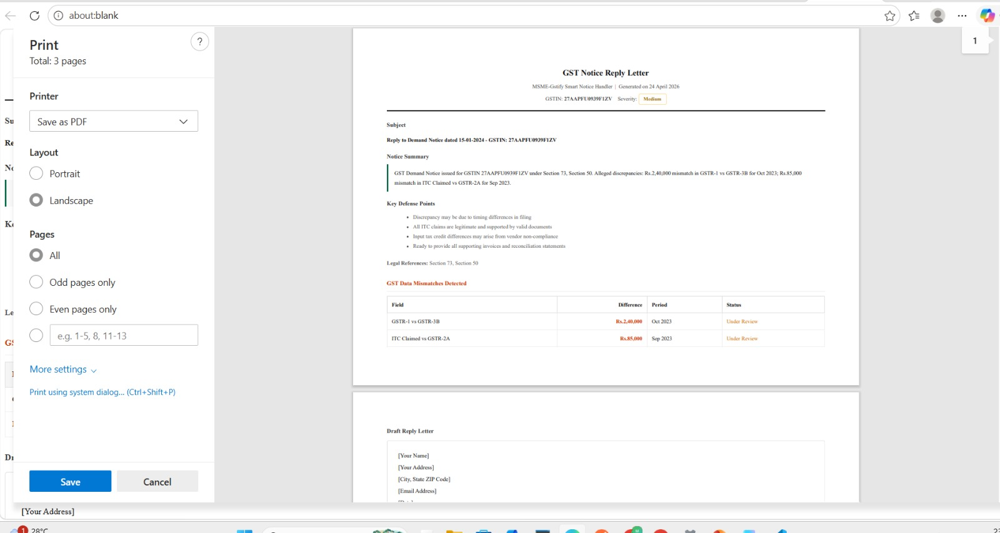 about:blank
Print
?
Total: 3 pages
Printer
Save as PDF
Layout
Portrait
Landscape
Pages
All
Odd pages only
Even pages only
e.g. 1-5, 8, 11-13
More settings
Print using system dialog... (Ctrl+Shift+P)
Save
Cancel
[Your Address]
1
GST Notice Reply Letter
MSME-Gstify Smart Notice Handler | Generated on 24 April 2026
GSTIN: 27AAPFU0939F1ZV Severity: Medium
Subject
Reply to Demand Notice dated 15-01-2024 - GSTIN: 27AAPFU0939F1ZV
Notice Summary
GST Demand Notice issued for GSTIN 27AAPFU0939F1ZV under Section 73, Section 50. Alleged discrepancies: Rs.2,40,000 mismatch in GSTR-1 vs GSTR-3B for Oct 2023; Rs.85,000
mismatch in ITC Claimed vs GSTR-2A for Sep 2023.
Key Defense Points
• Discrepancy may be due to timing differences in filing
• All ITC claims are legitimate and supported by valid documents
• Input tax credit differences may arise from vendor non-compliance
• Ready to provide all supporting invoices and reconciliation statements
Legal References: Section 73, Section 50
GST Data Mismatches Detected
Field Difference Period Status
GSTR-1 vs GSTR-3B Rs.2,40,000 Oct 2023 Under Review
ITC Claimed vs GSTR-2A Rs.85,000 Sep 2023 Under Review
Draft Reply Letter
[Your Name]
[Your Address]
[City, State ZIP Code]
[Email Address]
1 28°C